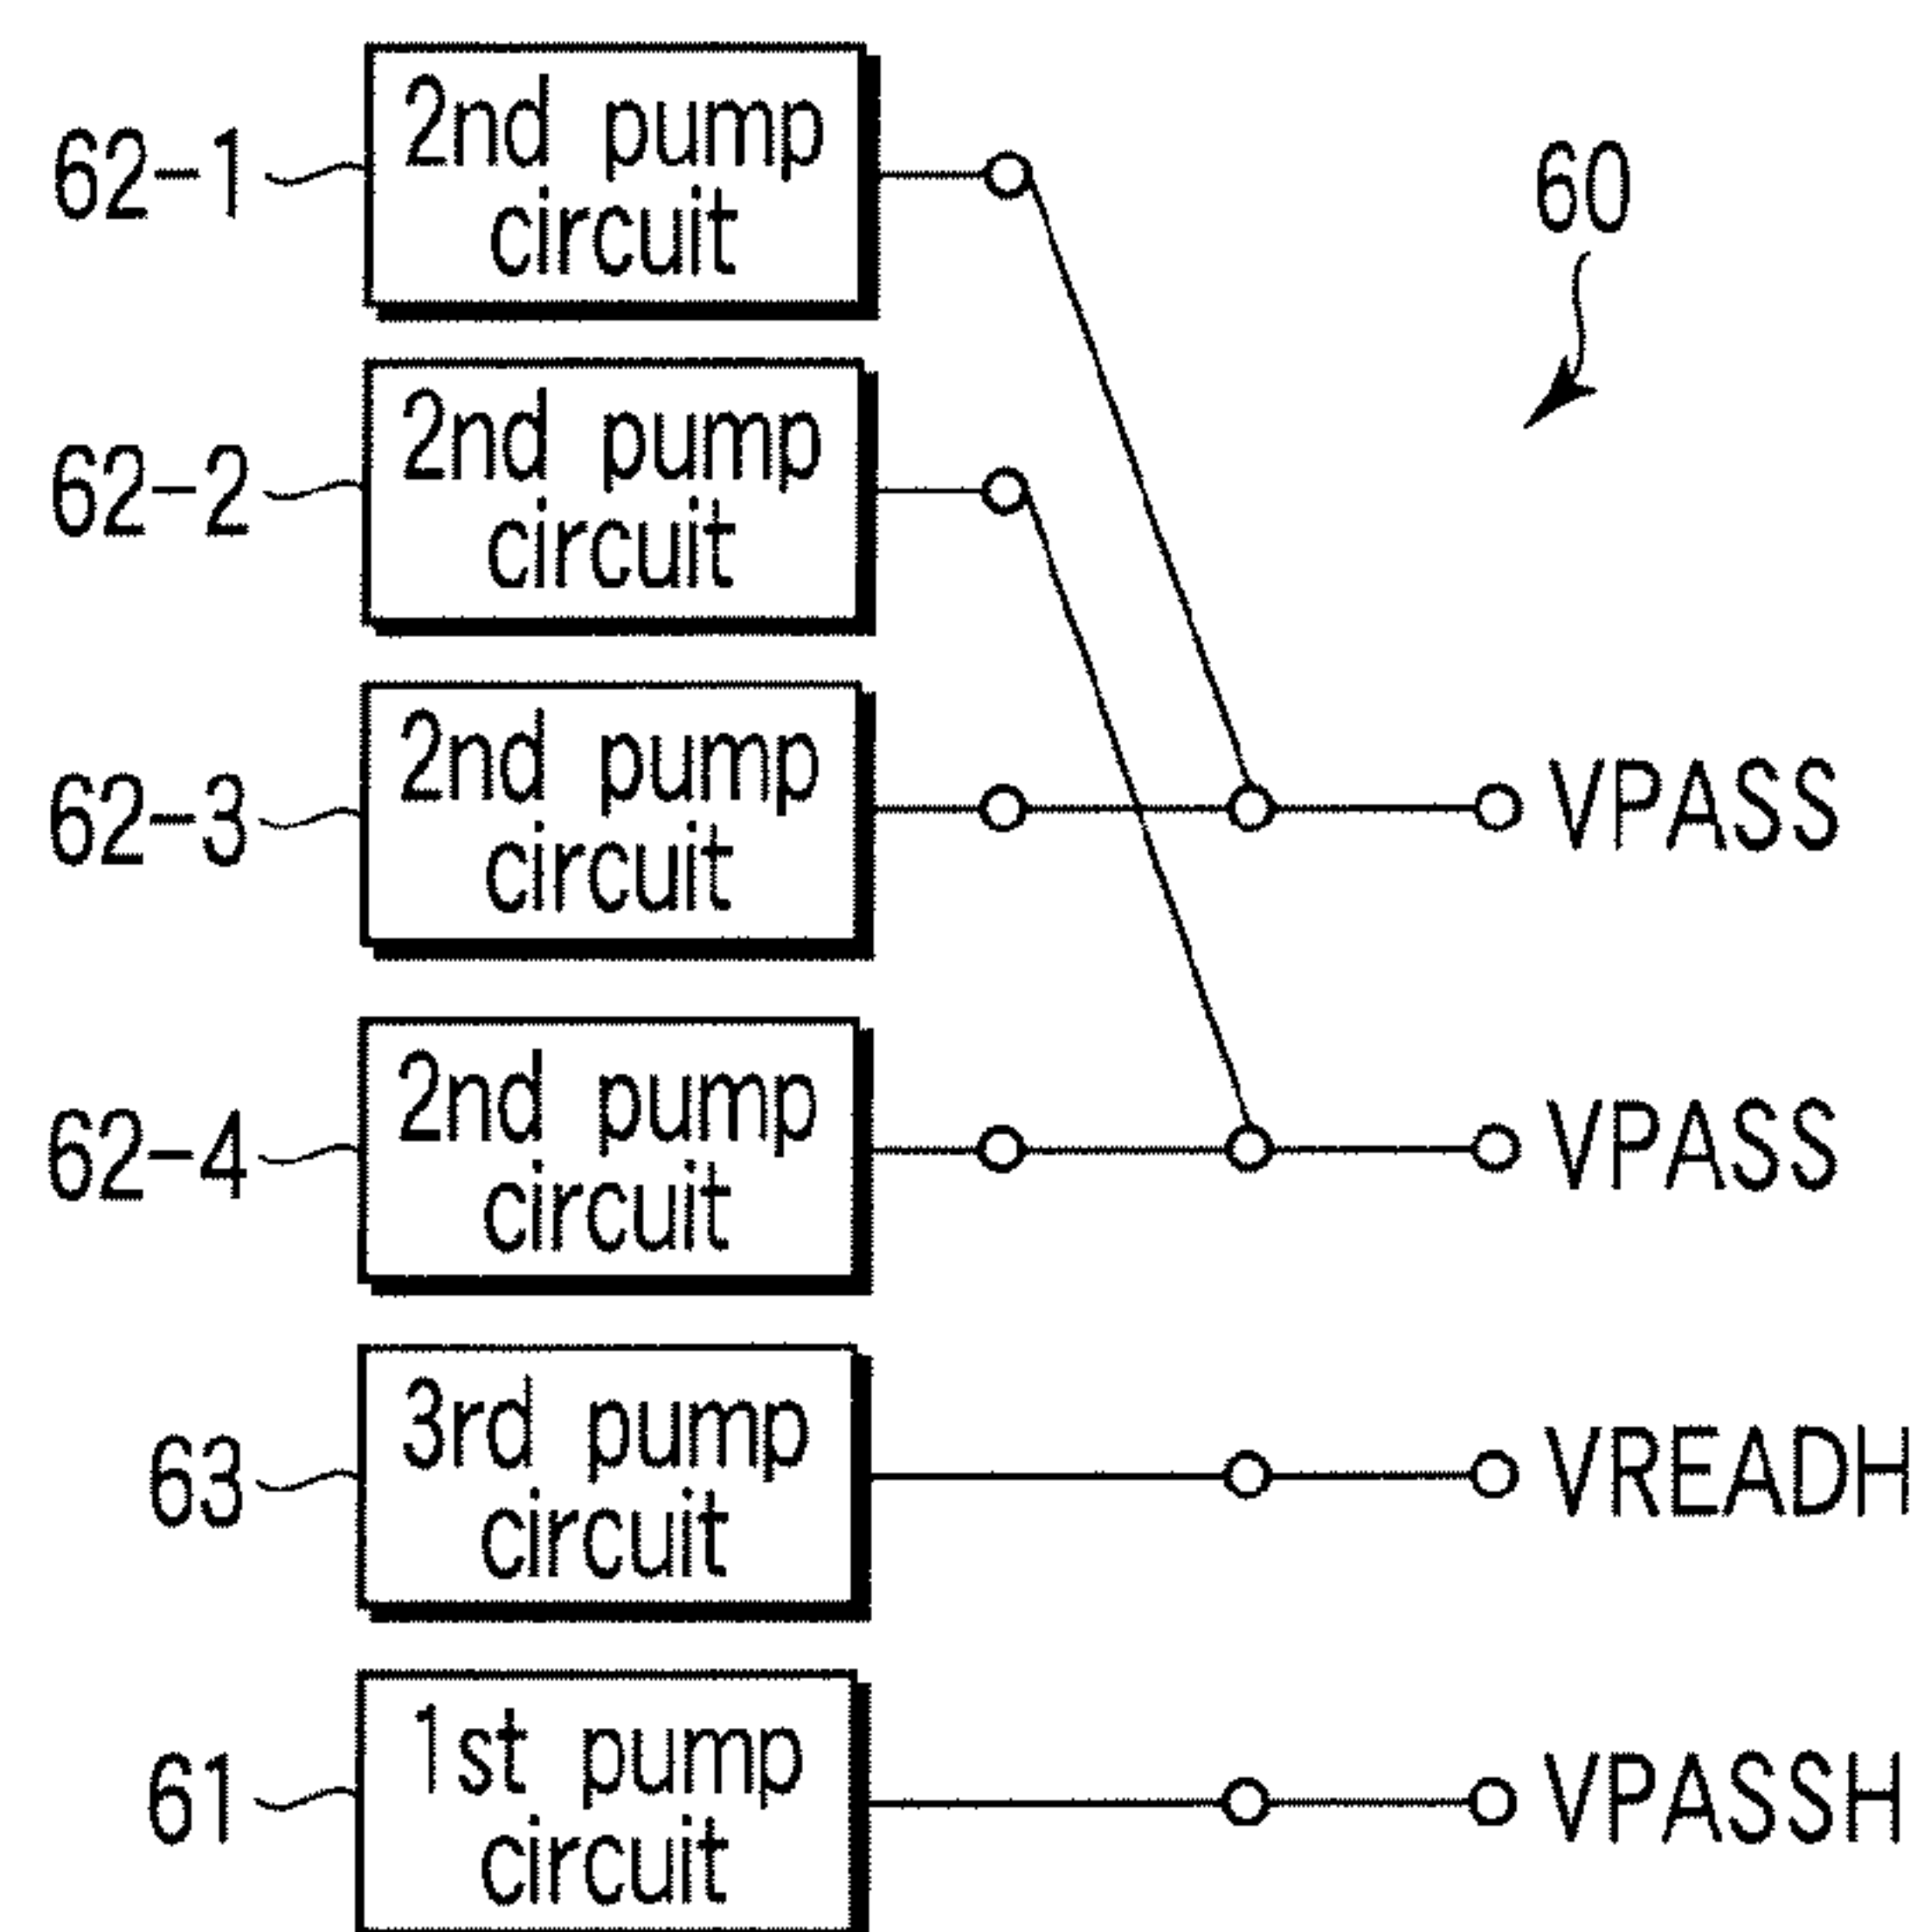 62-1
2nd pump
circuit
60
62-2
2nd pump
circuit
62-3
2nd pump
circuit
VPASS
62-4
2nd pump
circuit
VPASS
63
3rd pump
circuit
VREADH
61
1st pump
circuit
VPASSH